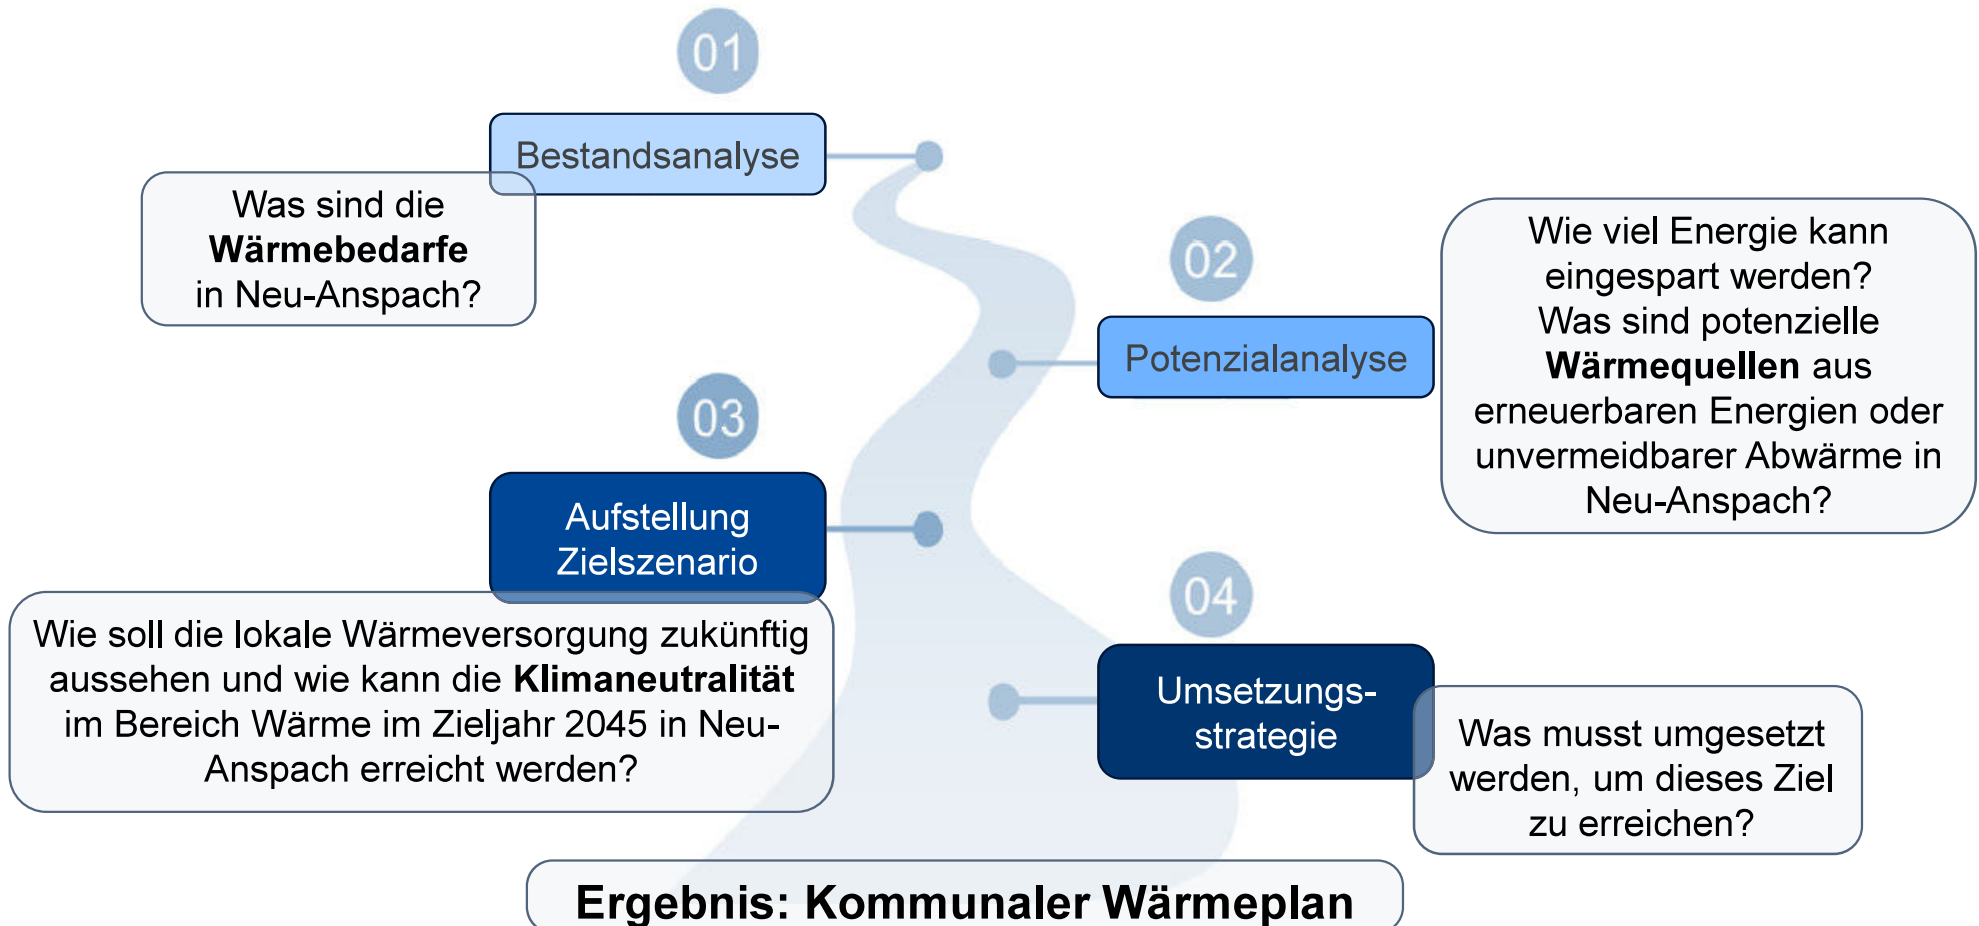 01
Bestandsanalyse
Was sind die
Wärmebedarfe
in Neu-Anspach?
02
Potenzialanalyse
Wie viel Energie kann
eingespart werden?
Was sind potenzielle
Wärmequellen aus
erneuerbaren Energien oder
unvermeidbarer Abwärme in
Neu-Anspach?
03
Aufstellung
Zielszenario
Wie soll die lokale Wärmeversorgung zukünftig
aussehen und wie kann die Klimaneutralität
im Bereich Wärme im Zieljahr 2045 in Neu-
Anspach erreicht werden?
04
Umsetzungs-
strategie
Was musst umgesetzt
werden, um dieses Ziel
zu erreichen?
Ergebnis: Kommunaler Wärmeplan